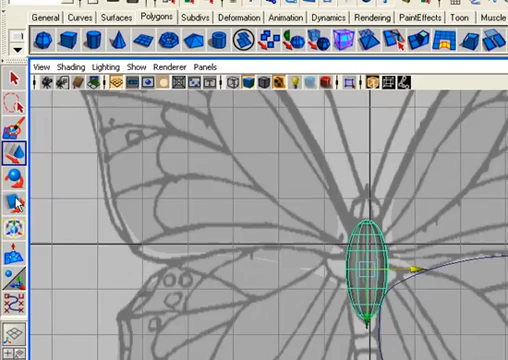 General Curves Surfaces Polygons Subdivs Deformation Animation Dynamics Rendering PaintEffects Toon Muscle
View Shading Lighting Show Renderer Panels